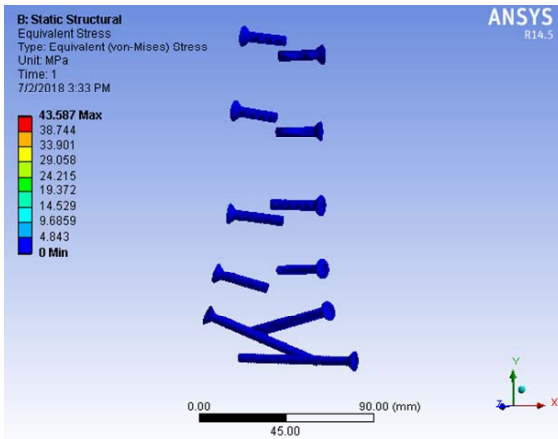 B: Static Structural
Equivalent Stress
Type: Equivalent (von-Mises) Stress
Unit: MPa
Time: 1
7/2/2018 3:33 PM
43.587 Max
38.744
33.901
29.058
24.215
19.372
14.529
9.6859
4.843
0 Min
ANSYS
R14.5
0.00 90.00 (mm)
45.00
Y
Z X